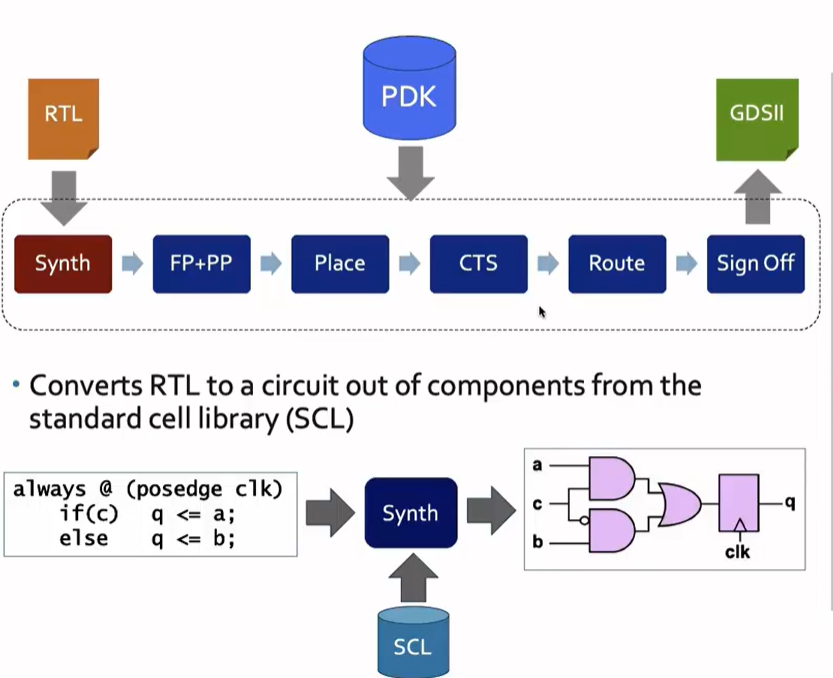 PDK
RTL
GDSII
Synth
FP+PP
Place
CTS
Route
Sign Off
• Converts RTL to a circuit out of components from the
standard cell library (SCL)
always @ (posedge clk)
if(c) q <= a;
else q <= b;
Synth
a
c
b
q
clk
SCL